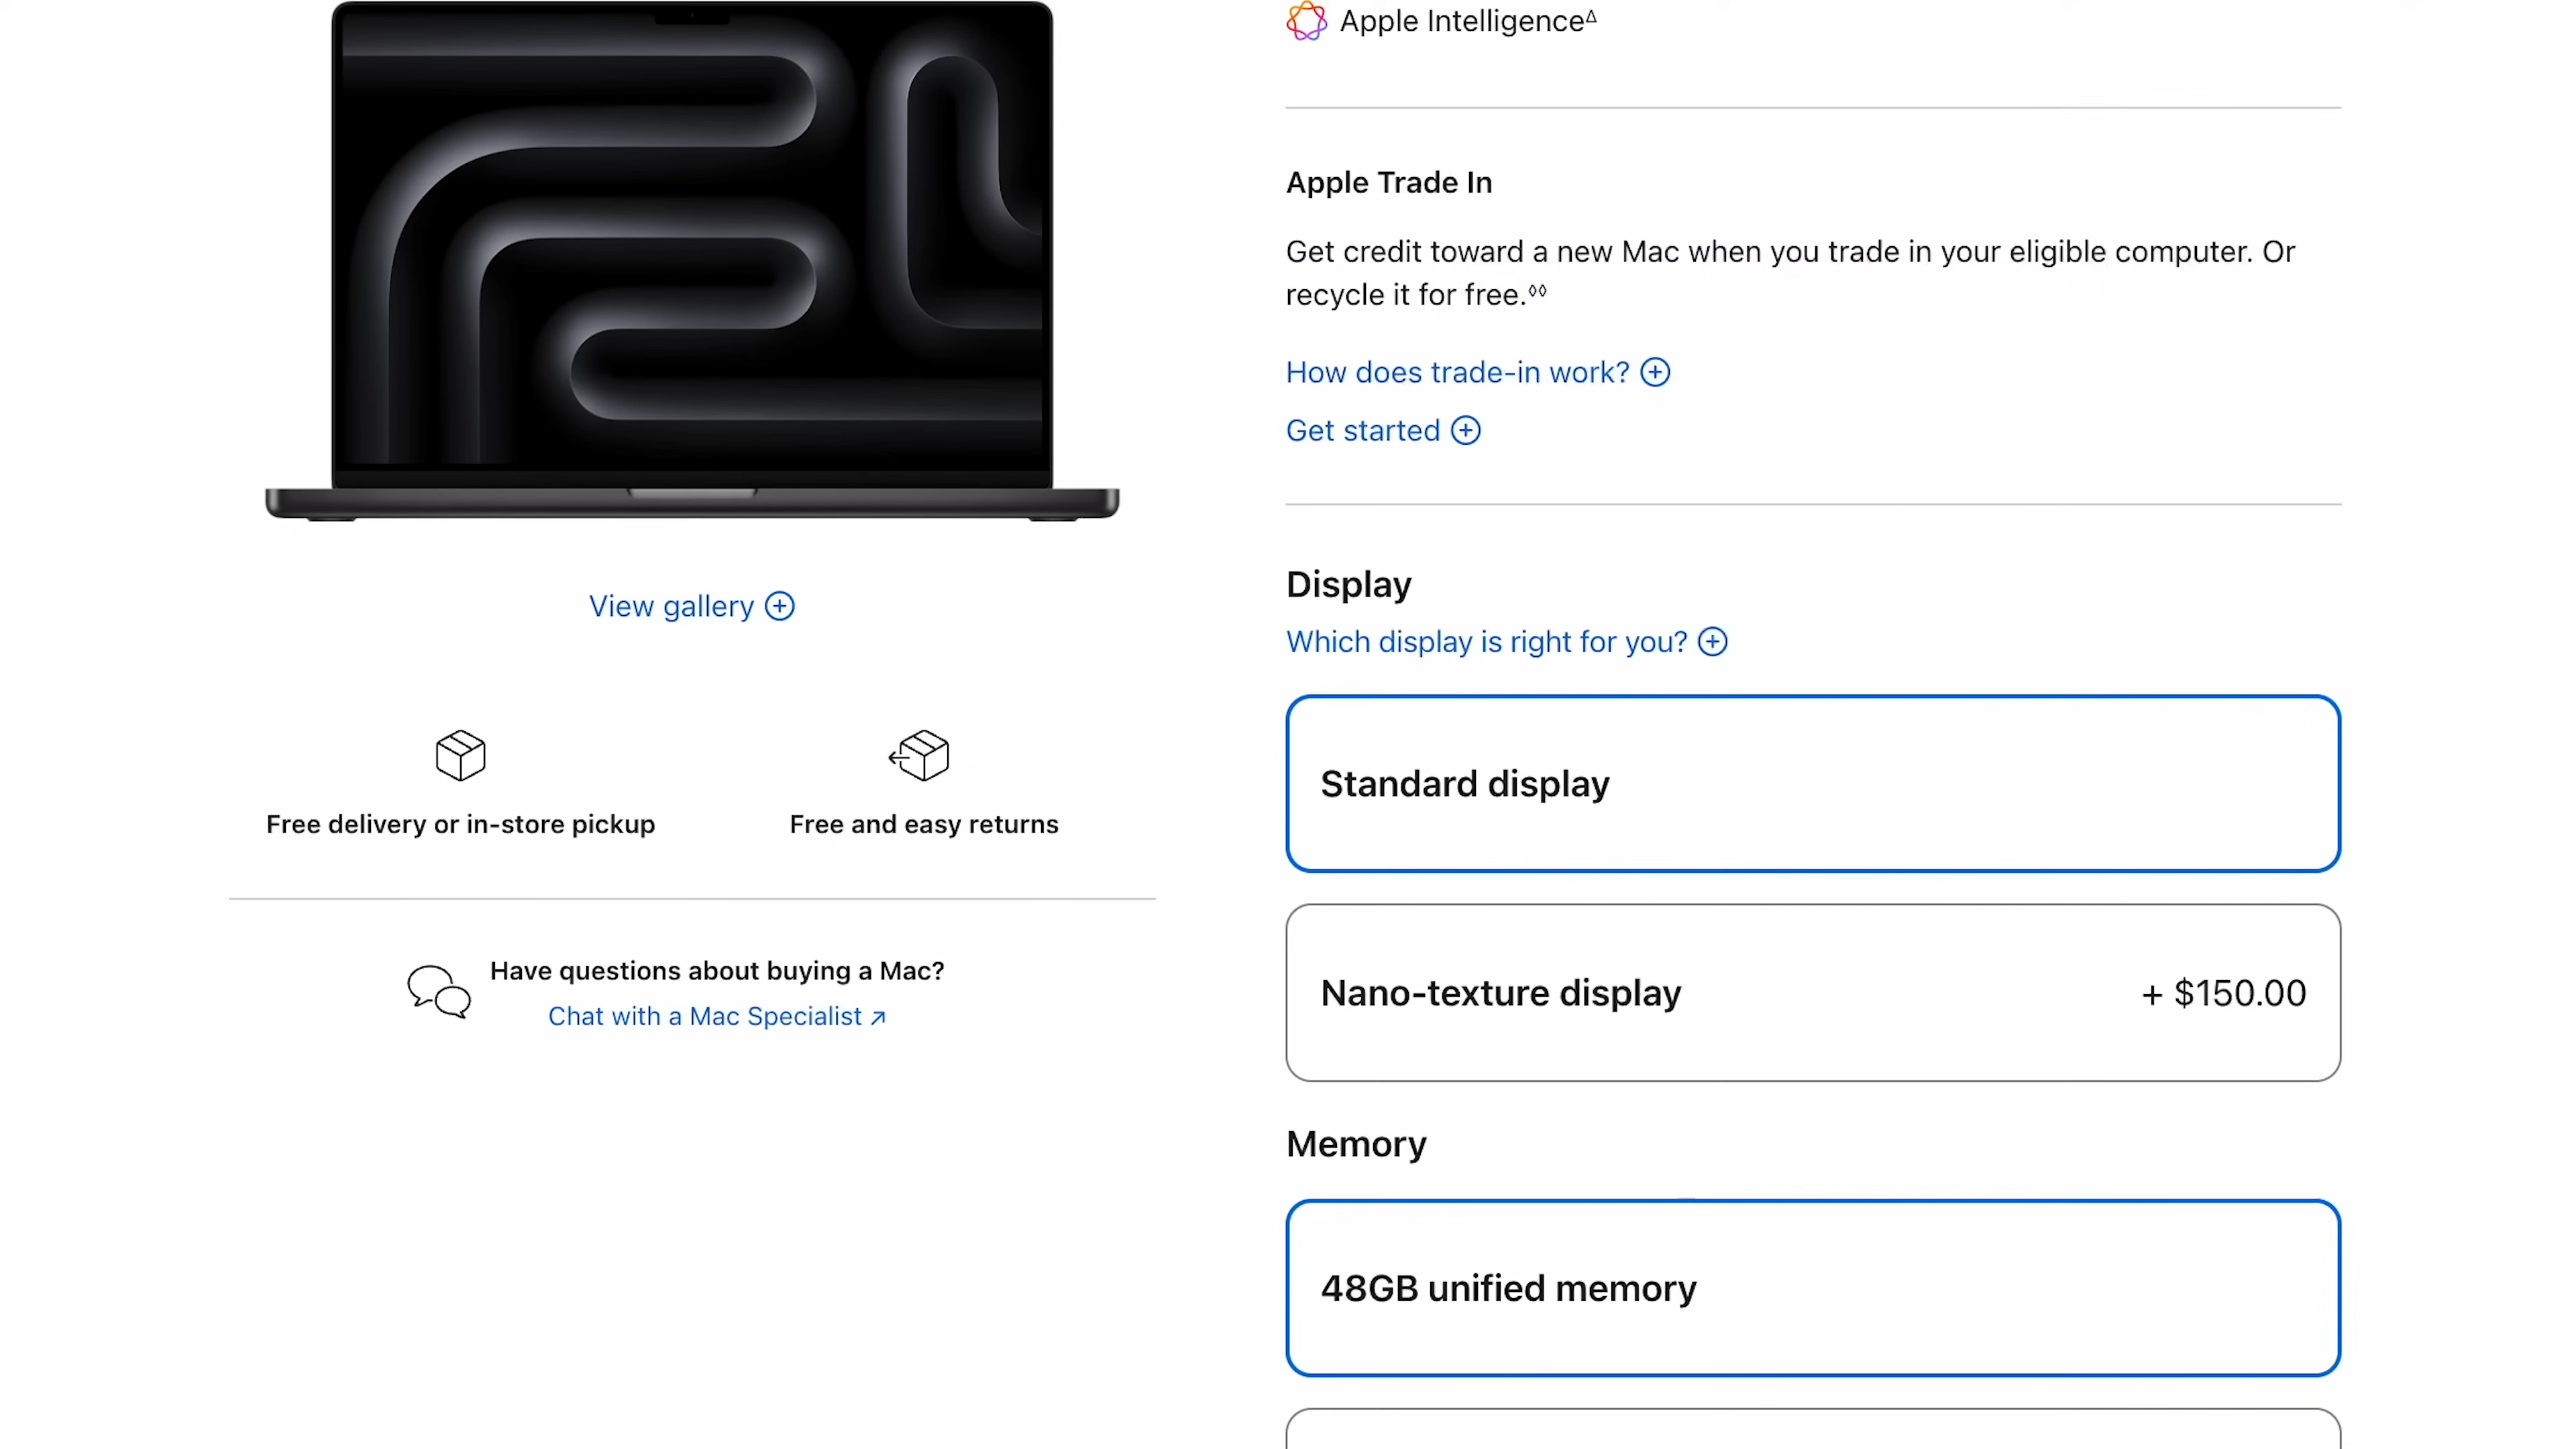 Apple IntelligenceΔ
Apple Trade In
Get credit toward a new Mac when you trade in your eligible computer. Or
recycle it for free.◊◊
How does trade-in work?
Get started
View gallery
Free delivery or in-store pickup
Free and easy returns
Have questions about buying a Mac?
Chat with a Mac Specialist ↗
Display
Which display is right for you?
Standard display
Nano-texture display + $150.00
Memory
48GB unified memory